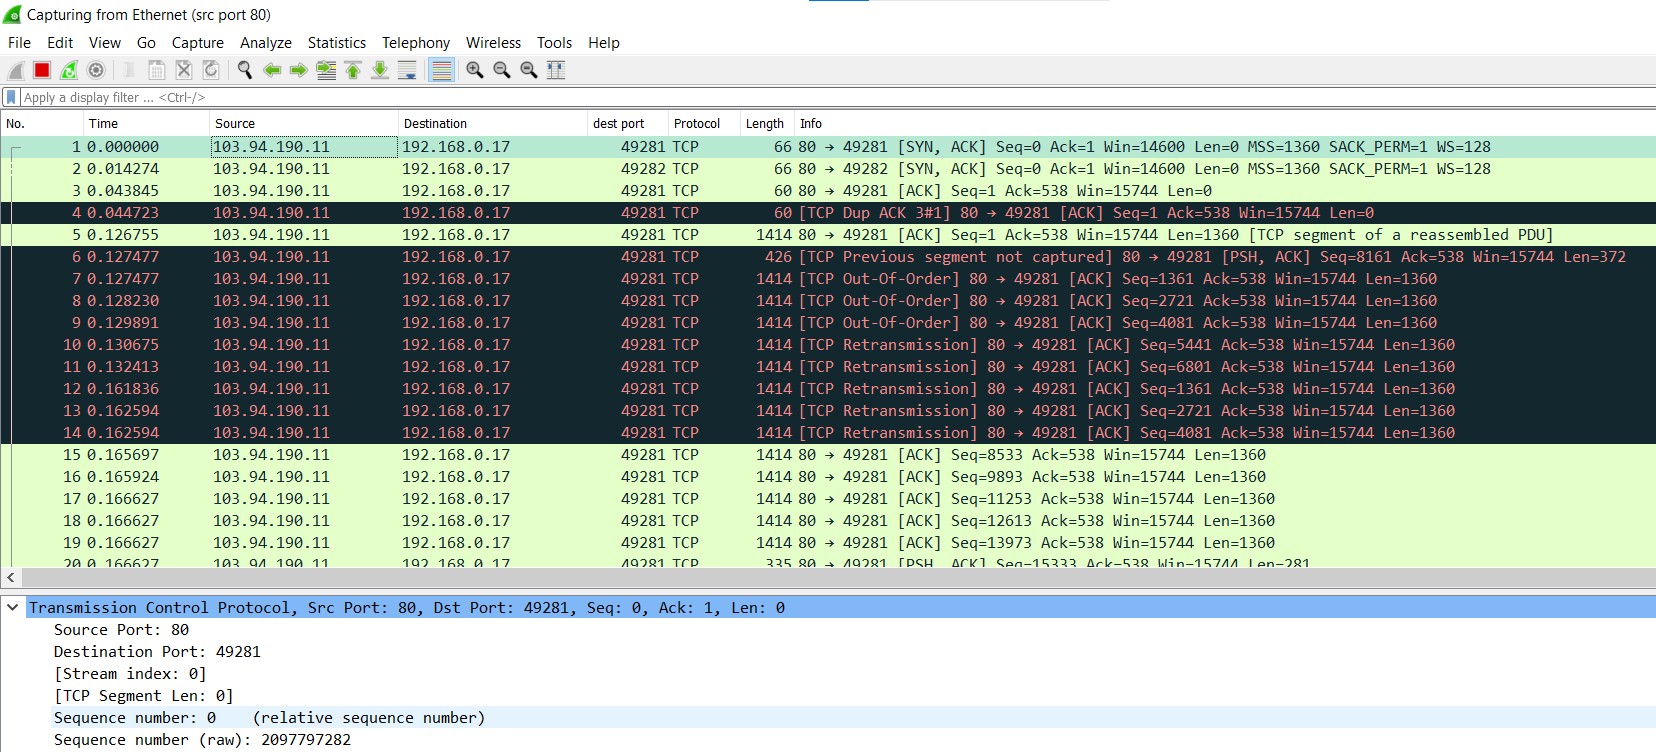 Capturing from Ethernet (src port 80)
File Edit View Go Capture Analyze Statistics Telephony Wireless Tools Help
Apply a display filter ... <Ctrl-/>
No. Time Source Destination dest port Protocol Length Info
1 0.000000 103.94.190.11 192.168.0.17 49281 TCP 66 80 → 49281 [SYN, ACK] Seq=0 Ack=1 Win=14600 Len=0 MSS=1360 SACK_PERM=1 WS=128
2 0.014274 103.94.190.11 192.168.0.17 49282 TCP 66 80 → 49282 [SYN, ACK] Seq=0 Ack=1 Win=14600 Len=0 MSS=1360 SACK_PERM=1 WS=128
3 0.043845 103.94.190.11 192.168.0.17 49281 TCP 60 80 → 49281 [ACK] Seq=1 Ack=538 Win=15744 Len=0
4 0.044723 103.94.190.11 192.168.0.17 49281 TCP 60 [TCP Dup ACK 3#1] 80 → 49281 [ACK] Seq=1 Ack=538 Win=15744 Len=0
5 0.126755 103.94.190.11 192.168.0.17 49281 TCP 1414 80 → 49281 [ACK] Seq=1 Ack=538 Win=15744 Len=1360 [TCP segment of a reassembled PDU]
6 0.127477 103.94.190.11 192.168.0.17 49281 TCP 426 [TCP Previous segment not captured] 80 → 49281 [PSH, ACK] Seq=8161 Ack=538 Win=15744 Len=372
7 0.127477 103.94.190.11 192.168.0.17 49281 TCP 1414 [TCP Out-Of-Order] 80 → 49281 [ACK] Seq=1361 Ack=538 Win=15744 Len=1360
8 0.128230 103.94.190.11 192.168.0.17 49281 TCP 1414 [TCP Out-Of-Order] 80 → 49281 [ACK] Seq=2721 Ack=538 Win=15744 Len=1360
9 0.129891 103.94.190.11 192.168.0.17 49281 TCP 1414 [TCP Out-Of-Order] 80 → 49281 [ACK] Seq=4081 Ack=538 Win=15744 Len=1360
10 0.130675 103.94.190.11 192.168.0.17 49281 TCP 1414 [TCP Retransmission] 80 → 49281 [ACK] Seq=5441 Ack=538 Win=15744 Len=1360
11 0.132413 103.94.190.11 192.168.0.17 49281 TCP 1414 [TCP Retransmission] 80 → 49281 [ACK] Seq=6801 Ack=538 Win=15744 Len=1360
12 0.161836 103.94.190.11 192.168.0.17 49281 TCP 1414 [TCP Retransmission] 80 → 49281 [ACK] Seq=1361 Ack=538 Win=15744 Len=1360
13 0.162594 103.94.190.11 192.168.0.17 49281 TCP 1414 [TCP Retransmission] 80 → 49281 [ACK] Seq=2721 Ack=538 Win=15744 Len=1360
14 0.162594 103.94.190.11 192.168.0.17 49281 TCP 1414 [TCP Retransmission] 80 → 49281 [ACK] Seq=4081 Ack=538 Win=15744 Len=1360
15 0.165697 103.94.190.11 192.168.0.17 49281 TCP 1414 80 → 49281 [ACK] Seq=8533 Ack=538 Win=15744 Len=1360
16 0.165924 103.94.190.11 192.168.0.17 49281 TCP 1414 80 → 49281 [ACK] Seq=9893 Ack=538 Win=15744 Len=1360
17 0.166627 103.94.190.11 192.168.0.17 49281 TCP 1414 80 → 49281 [ACK] Seq=11253 Ack=538 Win=15744 Len=1360
18 0.166627 103.94.190.11 192.168.0.17 49281 TCP 1414 80 → 49281 [ACK] Seq=12613 Ack=538 Win=15744 Len=1360
19 0.166627 103.94.190.11 192.168.0.17 49281 TCP 1414 80 → 49281 [ACK] Seq=13973 Ack=538 Win=15744 Len=1360
20 0.166627 103.94.190.11 192.168.0.17 49281 TCP 335 80 → 49281 [PSH, ACK] Seq=15333 Ack=538 Win=15744 Len=281
Transmission Control Protocol, Src Port: 80, Dst Port: 49281, Seq: 0, Ack: 1, Len: 0
Source Port: 80
Destination Port: 49281
[Stream index: 0]
[TCP Segment Len: 0]
Sequence number: 0 (relative sequence number)
Sequence number (raw): 2097797282